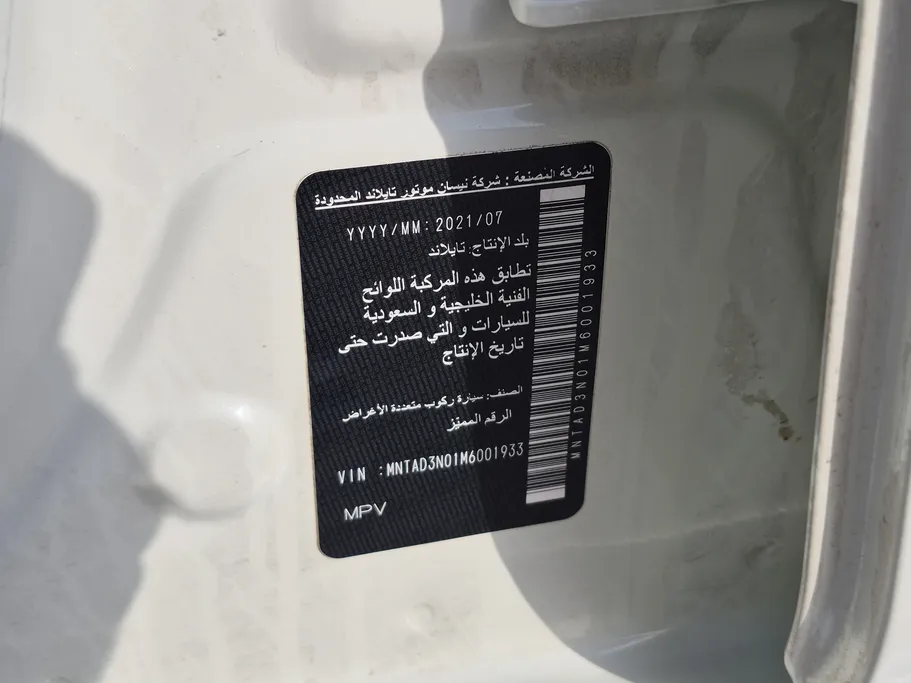 الشركة المصنعة : شركة نيسان موتور تايلاند المحدودة
YYYY/MM: 2021/07
بلد الإنتاج: تايلاند
تطابق هذه المركبة اللوائح
الفنية الخليجية و السعودية
للسيارات و التي صدرت حتى
تاريخ الإنتاج
الصنف: سيارة ركوب متعددة الأغراض
الرقم المميّز
VIN :MNTAD3N01M6001933
MPV
MNTAD3N01M6001933